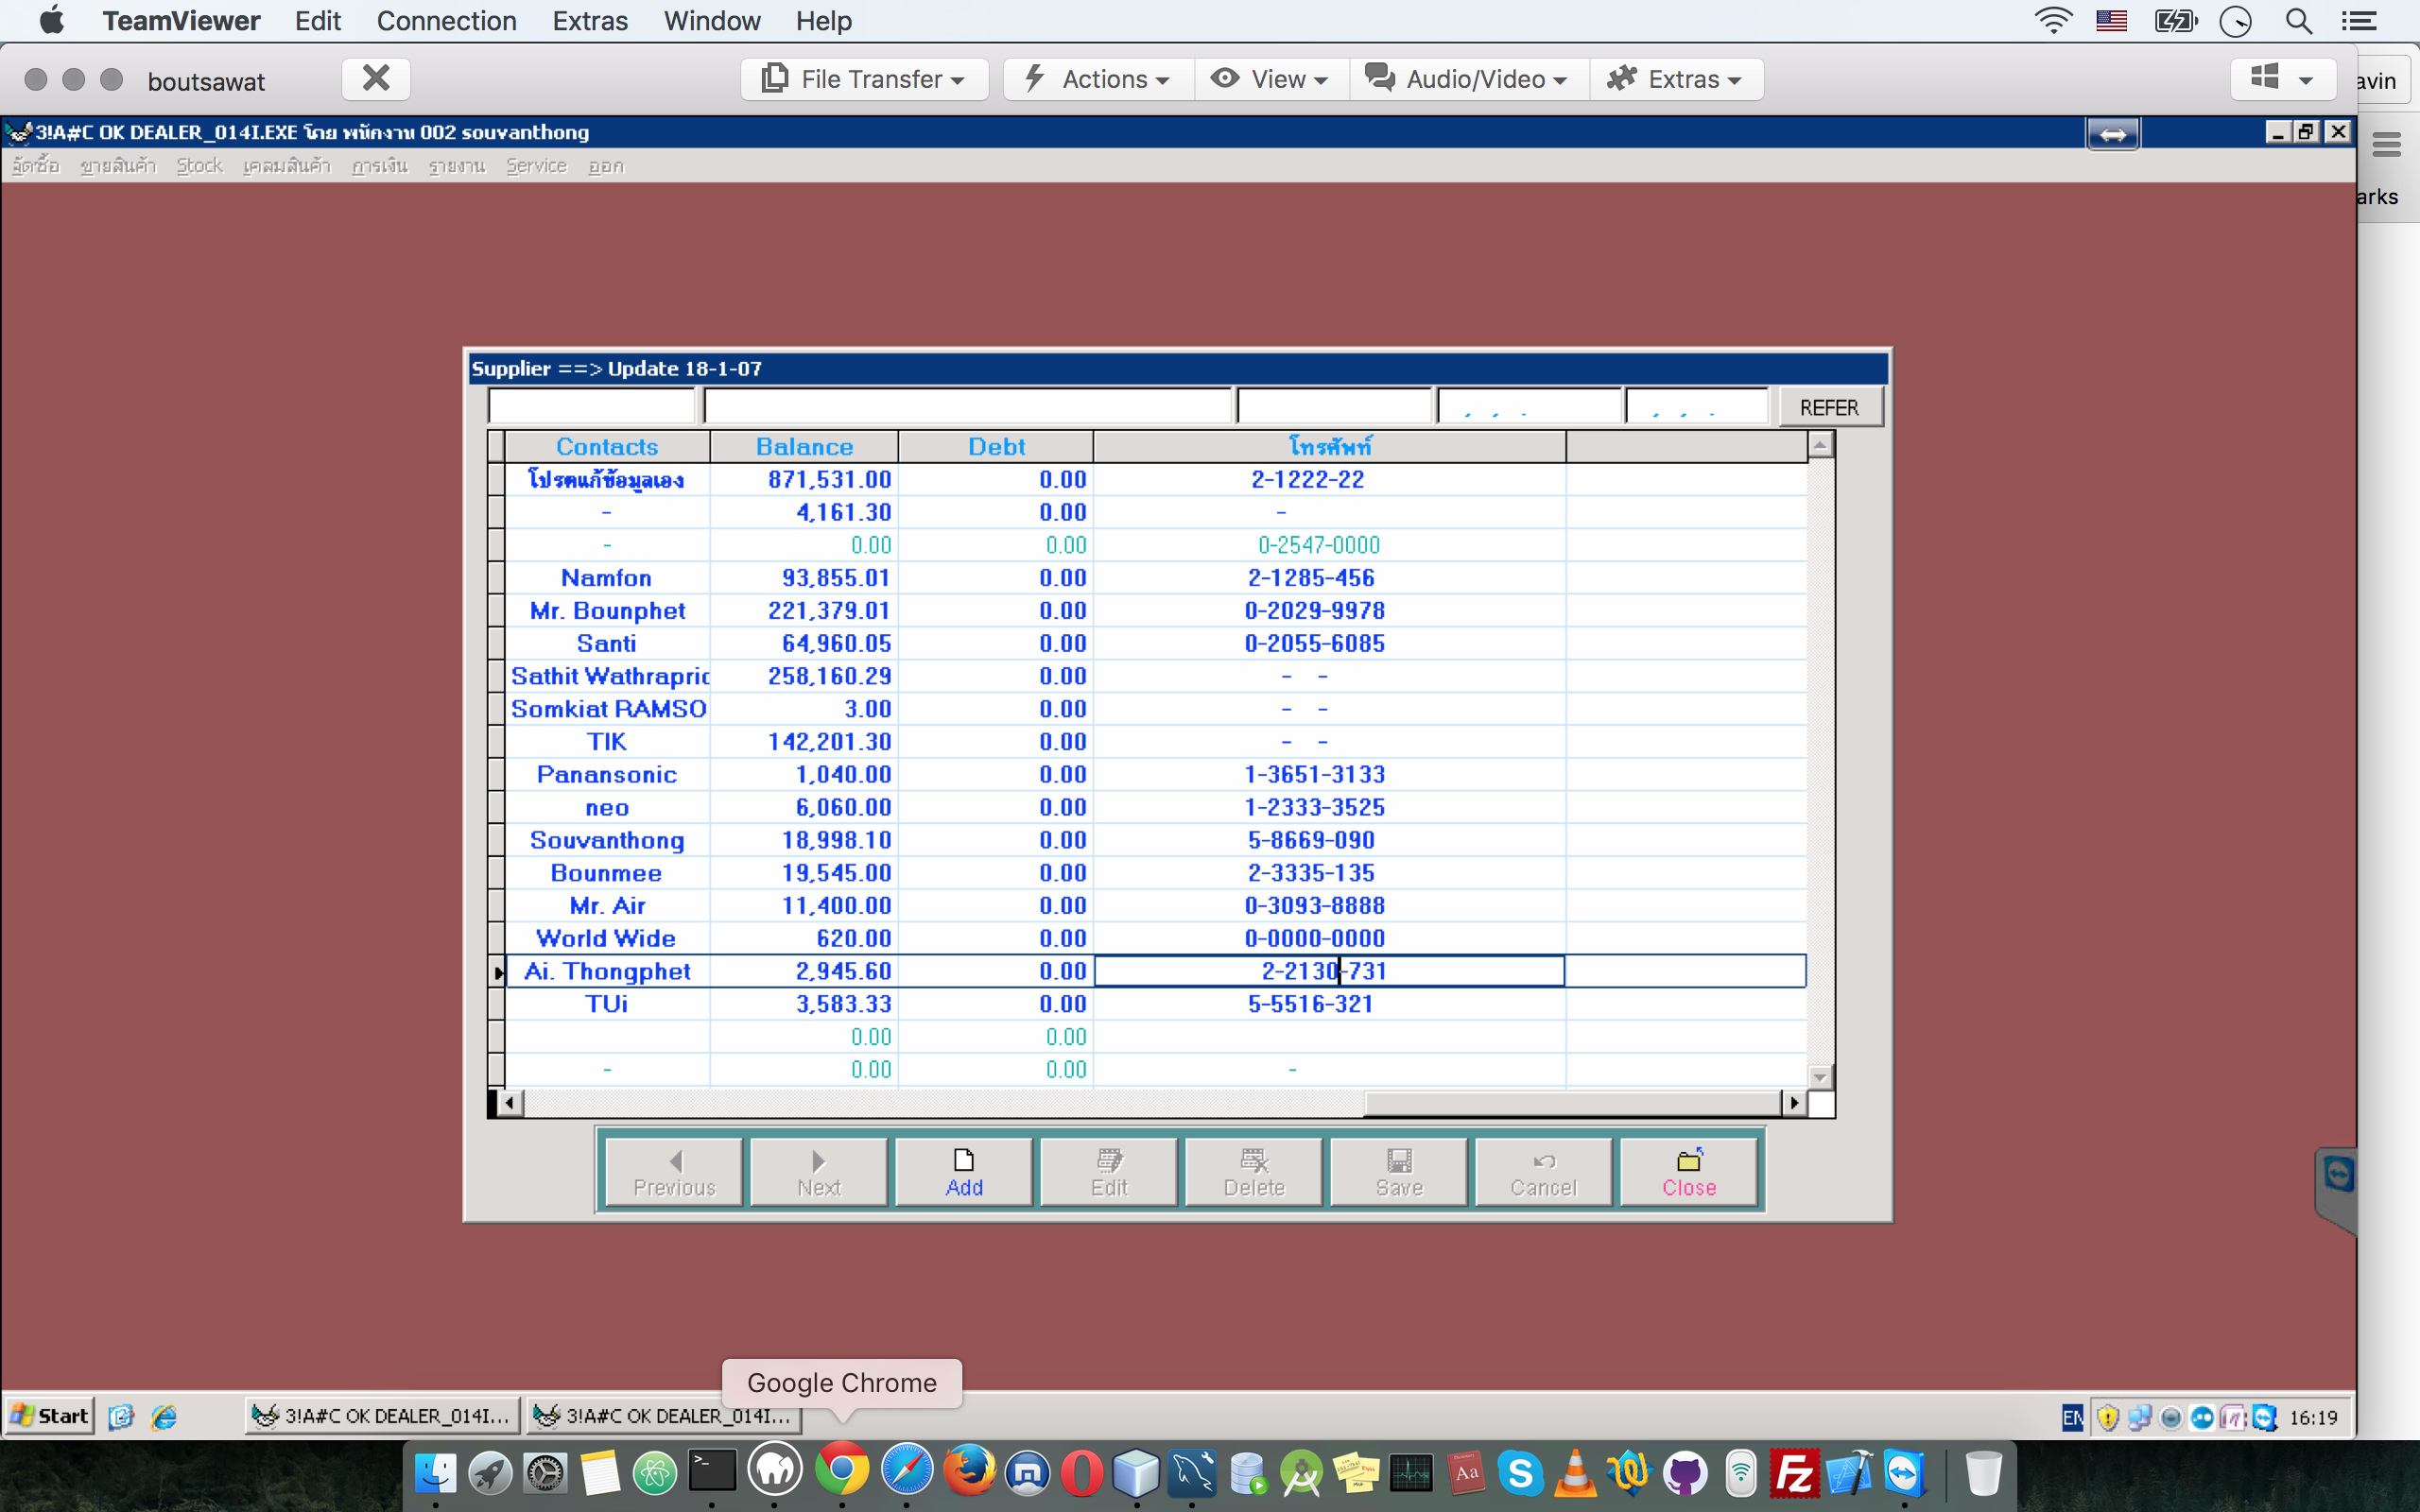 TeamViewer Edit Connection Extras Window Help
boutsawat File Transfer Actions View Audio/Video Extras avin
3!A#C OK DEALER_014I.EXE โดย พนักงาน 002 souvanthong
จัดซื้อ ขายสินค้า Stock เคลมสินค้า การเงิน รายงาน Service ออก
arks
Supplier ==> Update 18-1-07
, , . , , . REFER
Contacts Balance Debt โทรศัพท์
โปรดแก้ข้อมูลเอง 871,531.00 0.00 2-1222-22
- 4,161.30 0.00 -
- 0.00 0.00 0-2547-0000
Namfon 93,855.01 0.00 2-1285-456
Mr. Bounphet 221,379.01 0.00 0-2029-9978
Santi 64,960.05 0.00 0-2055-6085
Sathit Wathrapric 258,160.29 0.00 - -
Somkiat RAMSO 3.00 0.00 - -
TIK 142,201.30 0.00 - -
Panansonic 1,040.00 0.00 1-3651-3133
neo 6,060.00 0.00 1-2333-3525
Souvanthong 18,998.10 0.00 5-8669-090
Bounmee 19,545.00 0.00 2-3335-135
Mr. Air 11,400.00 0.00 0-3093-8888
World Wide 620.00 0.00 0-0000-0000
Ai. Thongphet 2,945.60 0.00 2-2130-731
TUi 3,583.33 0.00 5-5516-321
0.00 0.00
- 0.00 0.00 -
Previous Next Add Edit Delete Save Cancel Close
Google Chrome
Start 3!A#C OK DEALER_014I... 3!A#C OK DEALER_014I... EN 16:19
Aa S Fz